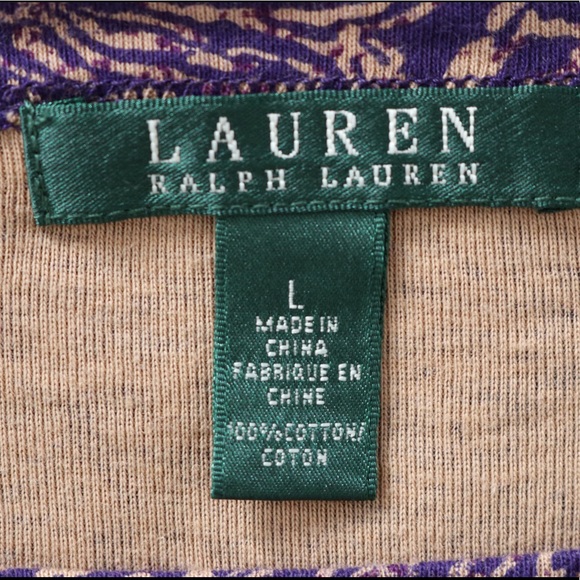 LAUREN
RALPH LAUREN
L
MADE IN
CHINA
FABRIQUE EN
CHINE
100%COTTON/
COTON